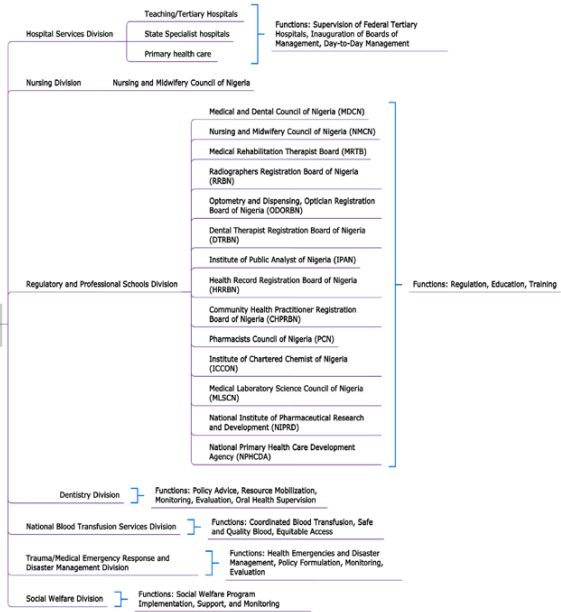 Teaching/Tertiary Hospitals
Hospital Services Division
State Specialist hospitals
Primary health care
Functions: Supervision of Federal Tertiary
Hospitals, Inauguration of Boards of
Management, Day-to-Day Management
Nursing Division
Nursing and Midwifery Council of Nigeria
Regulatory and Professional Schools Division
Medical and Dental Council of Nigeria (MDCN)
Nursing and Midwifery Council of Nigeria (NMCN)
Medical Rehabilitation Therapist Board (MRTB)
Radiographers Registration Board of Nigeria
(RRBN)
Optometry and Dispensing, Optician Registration
Board of Nigeria (ODORBN)
Dental Therapist Registration Board of Nigeria
(DTRBN)
Institute of Public Analyst of Nigeria (IPAN)
Health Record Registration Board of Nigeria
(HRRBN)
Community Health Practitioner Registration
Board of Nigeria (CHPRBN)
Pharmacists Council of Nigeria (PCN)
Institute of Chartered Chemist of Nigeria
(ICCON)
Medical Laboratory Science Council of Nigeria
(MLSCN)
National Institute of Pharmaceutical Research
and Development (NIPRD)
National Primary Health Care Development
Agency (NPHCDA)
Functions: Regulation, Education, Training
Dentistry Division
Functions: Policy Advice, Resource Mobilization,
Monitoring, Evaluation, Oral Health Supervision
National Blood Transfusion Services Division
Functions: Coordinated Blood Transfusion, Safe
and Quality Blood, Equitable Access
Trauma/Medical Emergency Response and
Disaster Management Division
Functions: Health Emergencies and Disaster
Management, Policy Formulation, Monitoring,
Evaluation
Social Welfare Division
Functions: Social Welfare Program
Implementation, Support, and Monitoring